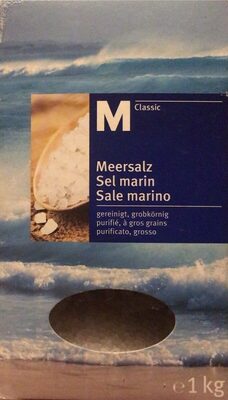 M Classic
Meersalz
Sel marin
Sale marino
gereinigt, grobkörnig
purifié, à gros grains
purificato, grosso
℮1 kg